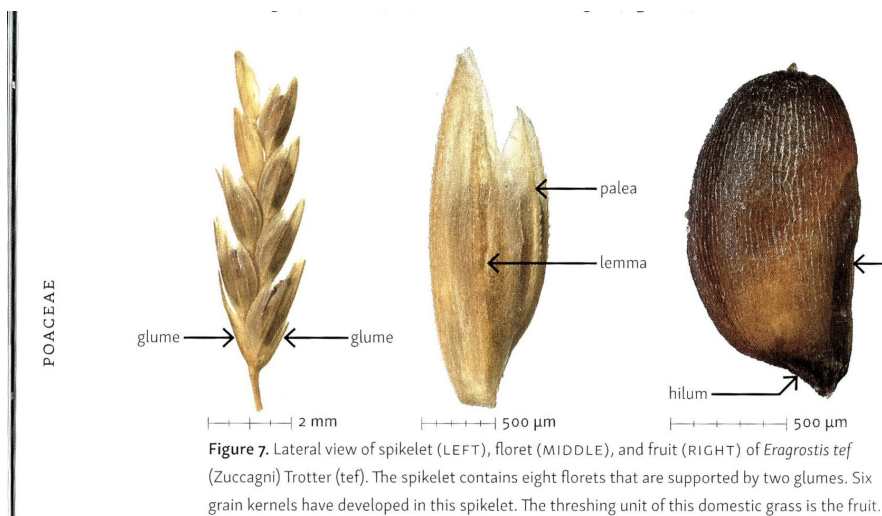 POACEAE
palea
lemma
glume
glume
hilum
2 mm
500 µm
500 µm
Figure 7. Lateral view of spikelet (LEFT), floret (MIDDLE), and fruit (RIGHT) of Eragrostis tef
(Zuccagni) Trotter (tef). The spikelet contains eight florets that are supported by two glumes. Six
grain kernels have developed in this spikelet. The threshing unit of this domestic grass is the fruit.